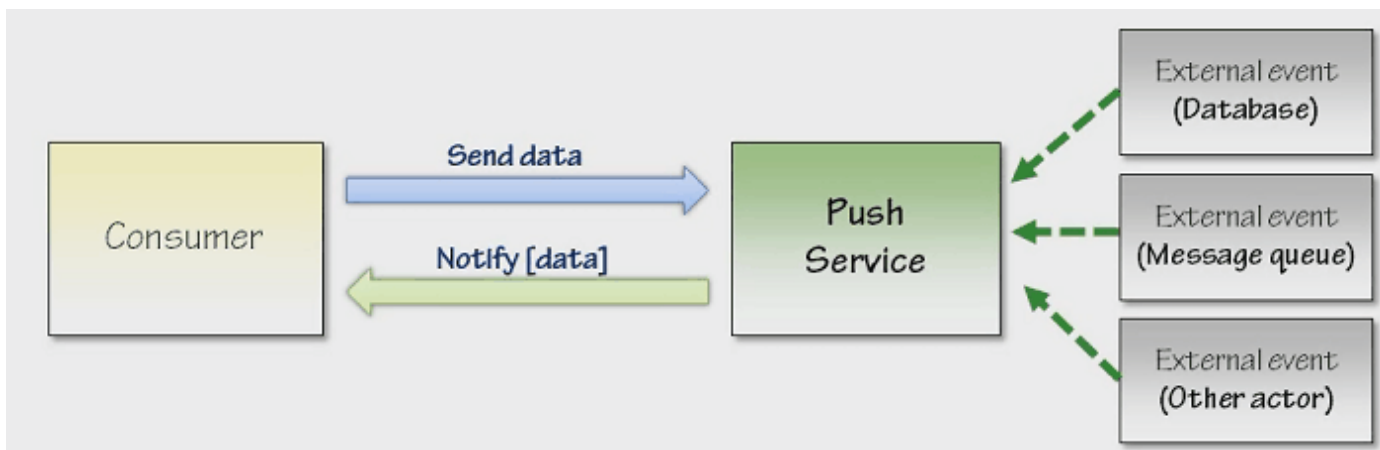 Consumer
Send data
Notify [data]
Push
Service
External event
(Database)
External event
(Message queue)
External event
(Other actor)